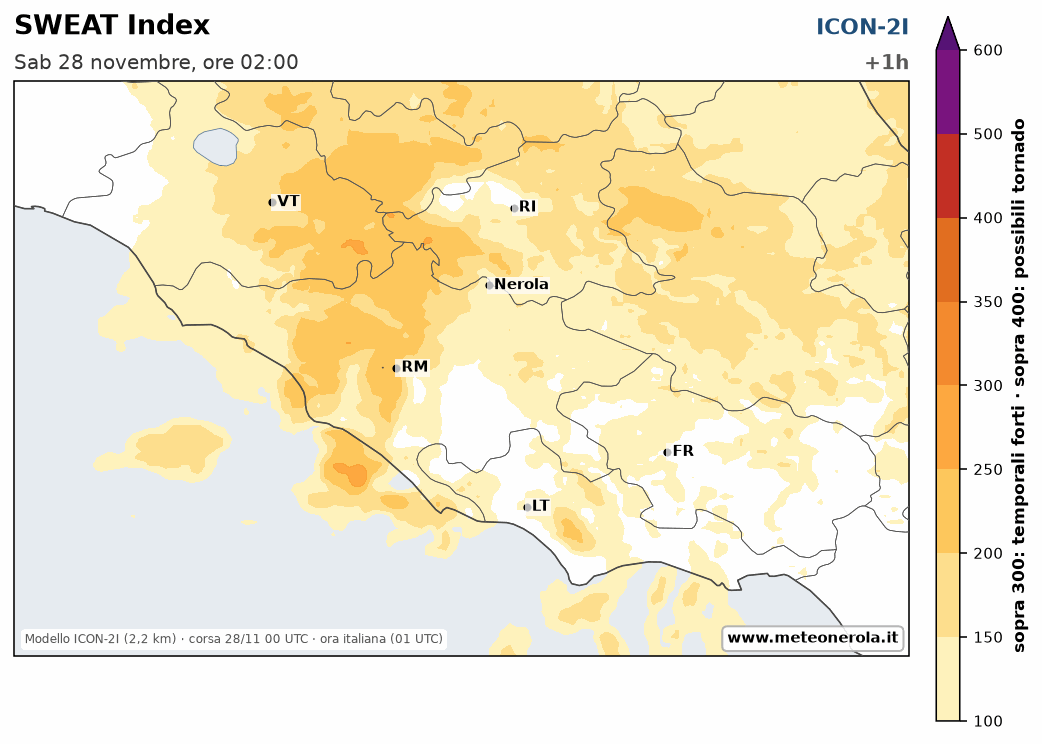 SWEAT Index
ICON-2I
Sab 28 novembre, ore 02:00
+1h
VT
RI
Nerola
RM
FR
LT
Modello ICON-2I (2,2 km) · corsa 28/11 00 UTC · ora italiana (01 UTC)
www.meteonerola.it
600
500
400
350
300
250
200
150
100
sopra 300: temporali forti · sopra 400: possibili tornado